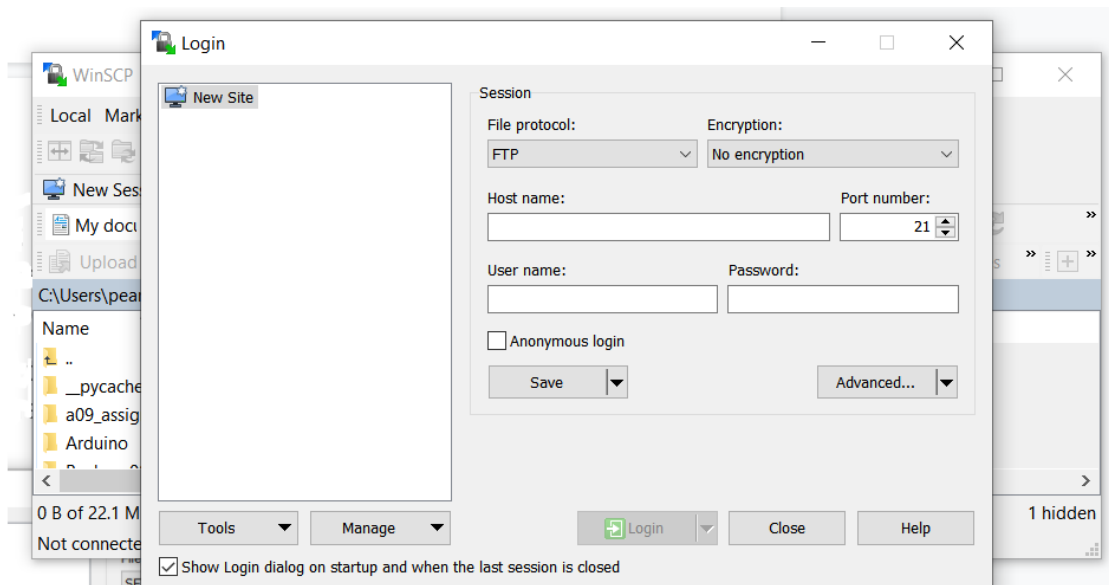 Login
WinSCP
Local Mark
New Site
Session
File protocol:
Encryption:
FTP
No encryption
New Ses
Host name:
Port number:
My docu
21
Upload
User name:
Password:
C:\Users\pear
Name
..
Anonymous login
__pycache
Save
Advanced...
a09_assig
Arduino
0 B of 22.1 M
1 hidden
Tools
Manage
Login
Close
Help
Not connecte
Show Login dialog on startup and when the last session is closed